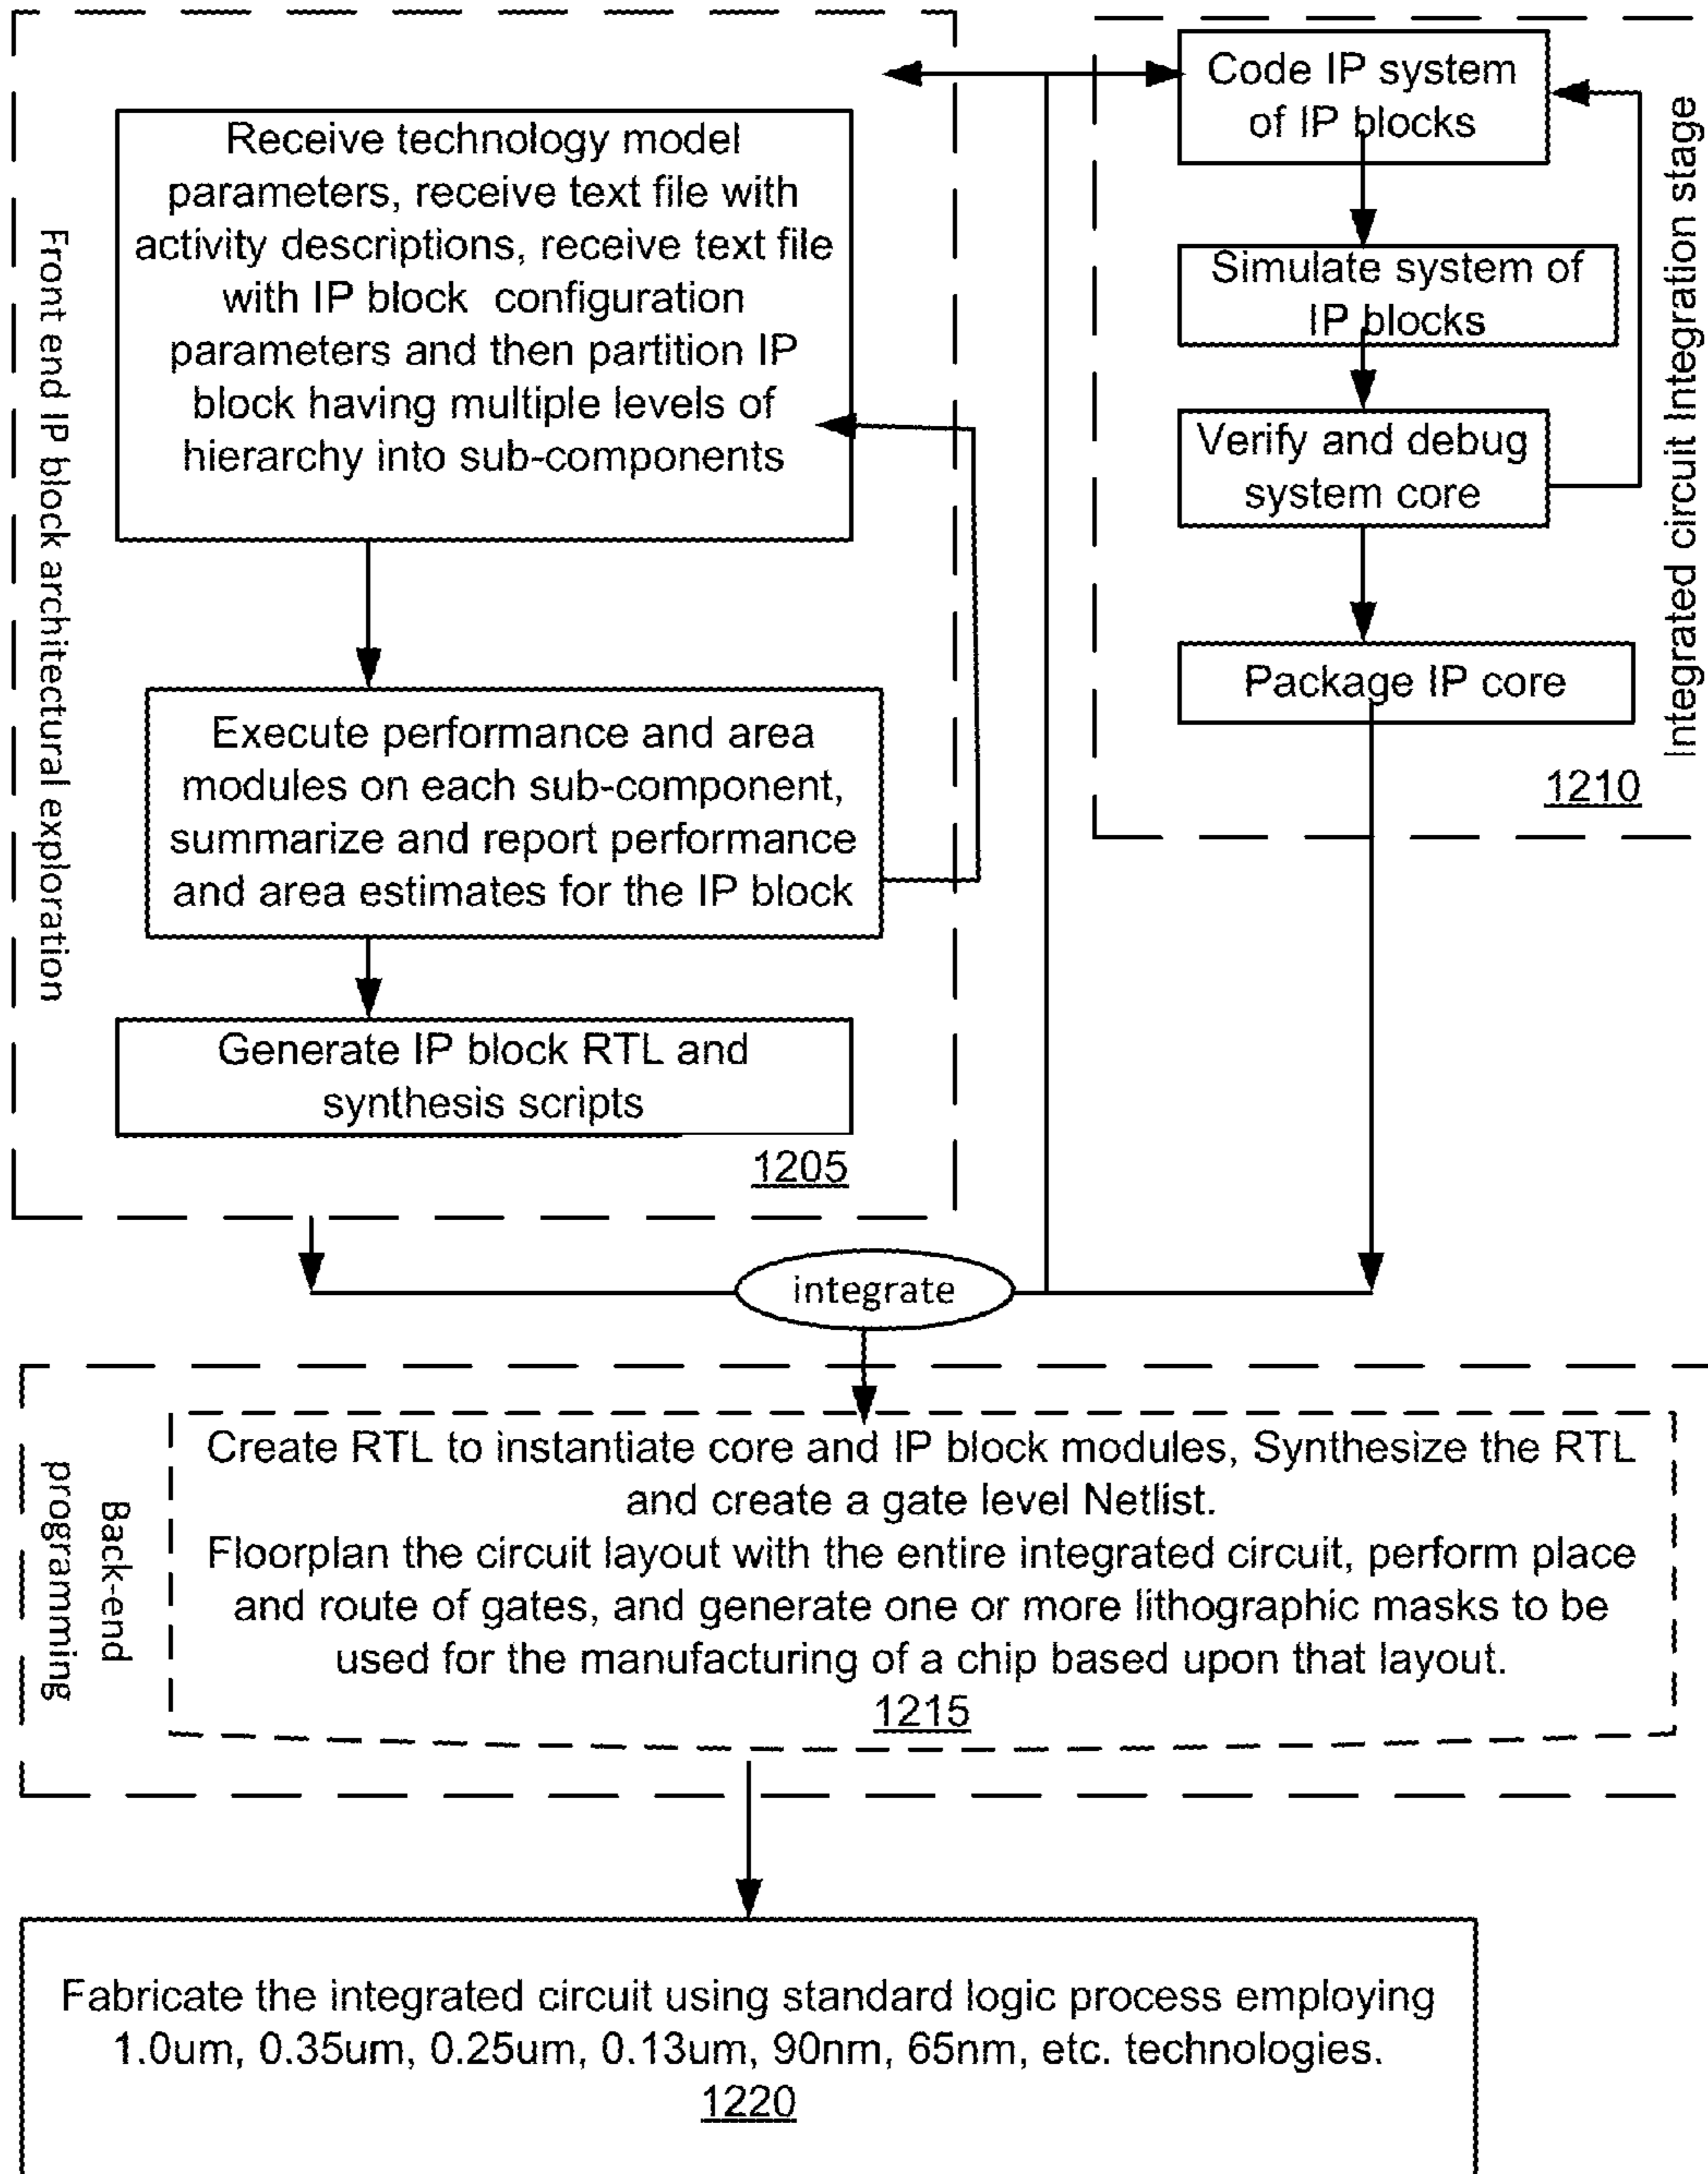 Front end IP block architectural exploration
Receive technology model
parameters, receive text file with
activity descriptions, receive text file
with IP block configuration
parameters and then partition IP
block having multiple levels of
hierarchy into sub-components
Execute performance and area
modules on each sub-component,
summarize and report performance
and area estimates for the IP block
Generate IP block RTL and
synthesis scripts
1205
Code IP system
of IP blocks
Simulate system of
IP blocks
Verify and debug
system core
Package IP core
1210
Integrated circuit Integration stage
integrate
Back-end
programming
Create RTL to instantiate core and IP block modules, Synthesize the RTL
and create a gate level Netlist.
Floorplan the circuit layout with the entire integrated circuit, perform place
and route of gates, and generate one or more lithographic masks to be
used for the manufacturing of a chip based upon that layout.
1215
Fabricate the integrated circuit using standard logic process employing
1.0um, 0.35um, 0.25um, 0.13um, 90nm, 65nm, etc. technologies.
1220